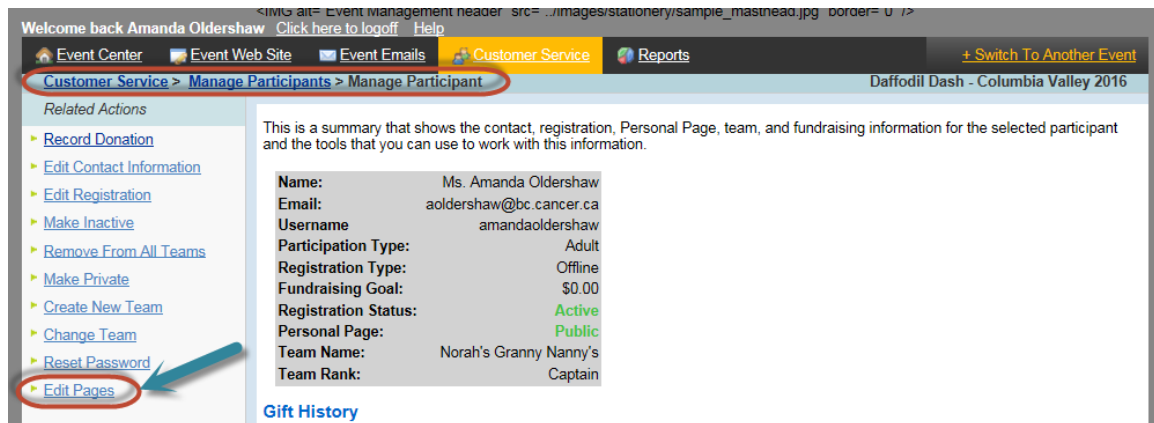 <IMG alt="Event Management header" src="../images/stationery/sample_masthead.jpg" border="0" />
Welcome back Amanda Oldershaw Click here to logoff Help
Event Center Event Web Site Event Emails Customer Service Reports + Switch To Another Event
Customer Service > Manage Participants > Manage Participant Daffodil Dash - Columbia Valley 2016
Related Actions
Record Donation
Edit Contact Information
Edit Registration
Make Inactive
Remove From All Teams
Make Private
Create New Team
Change Team
Reset Password
Edit Pages
This is a summary that shows the contact, registration, Personal Page, team, and fundraising information for the selected participant
and the tools that you can use to work with this information.
Name: Ms. Amanda Oldershaw
Email: aoldershaw@bc.cancer.ca
Username amandaoldershaw
Participation Type: Adult
Registration Type: Offline
Fundraising Goal: $0.00
Registration Status: Active
Personal Page: Public
Team Name: Norah's Granny Nanny's
Team Rank: Captain
Gift History